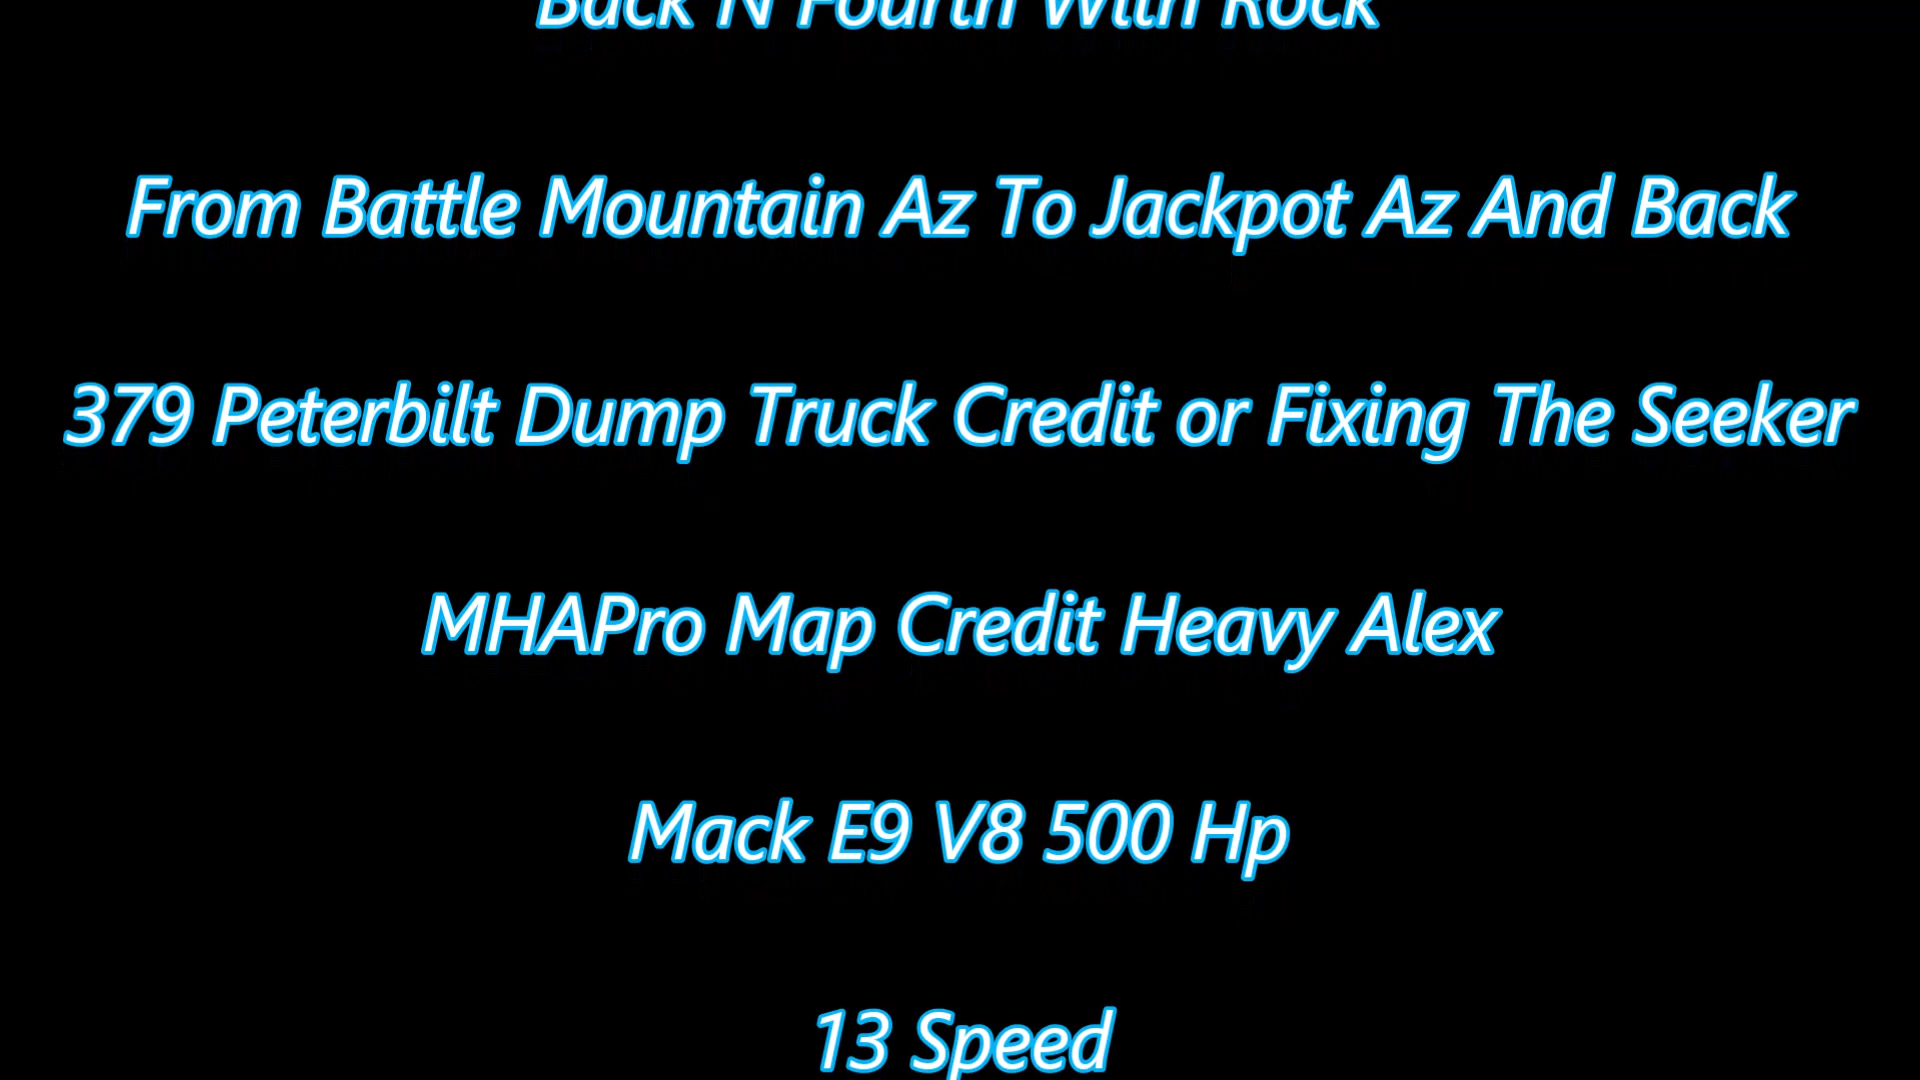 Back N Fourth With Rock
From Battle Mountain Az To Jackpot Az And Back
379 Peterbilt Dump Truck Credit or Fixing The Seeker
MHAPro Map Credit Heavy Alex
Mack E9 V8 500 Hp
13 Speed